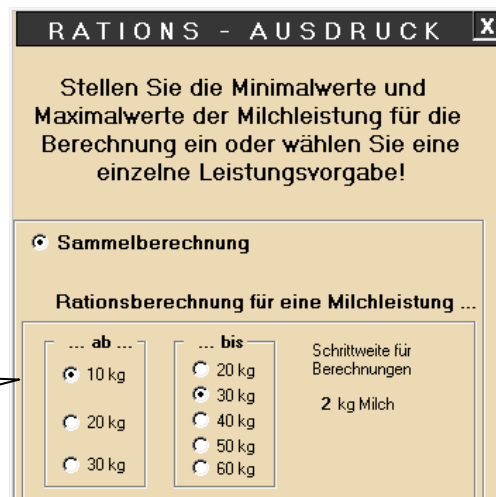 RATIONS - AUSDRUCK X
Stellen Sie die Minimalwerte und
Maximalwerte der Milchleistung für die
Berechnung ein oder wählen Sie eine
einzelne Leistungsvorgabe!
Sammelberechnung
Rationsberechnung für eine Milchleistung ...
... ab ...
10 kg
20 kg
30 kg
... bis
20 kg
30 kg
40 kg
50 kg
60 kg
Schrittweite für
Berechnungen
2 kg Milch